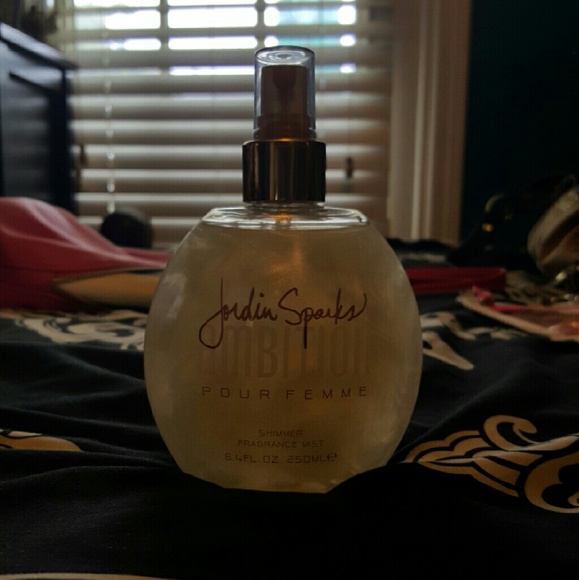 Jordin Sparks
AMBITION
POUR FEMME
SHIMMER
FRAGRANCE MIST
8.4 FL.OZ 250ML℮